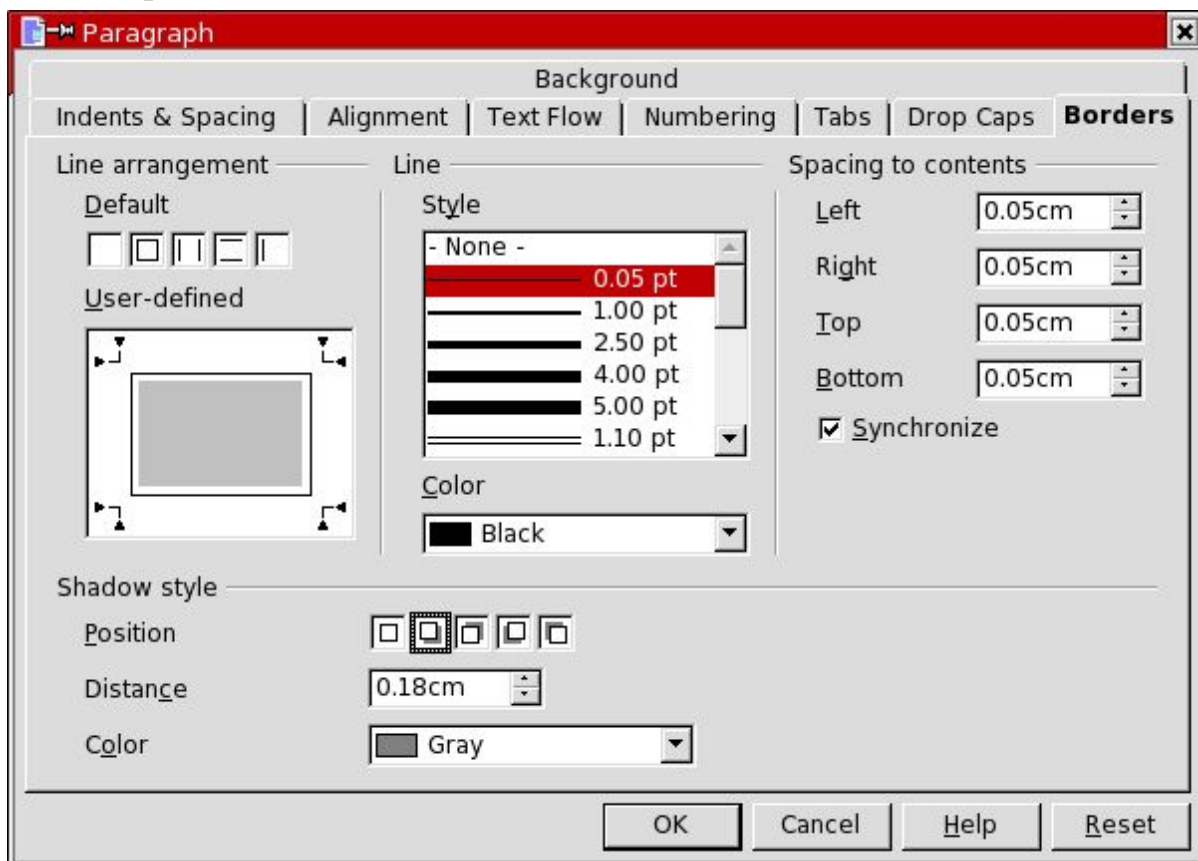 Paragraph
Background
Indents & Spacing Alignment Text Flow Numbering Tabs Drop Caps Borders
Line arrangement
Default
User-defined
Line
Style
- None -
0.05 pt
1.00 pt
2.50 pt
4.00 pt
5.00 pt
1.10 pt
Color
Black
Spacing to contents
Left 0.05cm
Right 0.05cm
Top 0.05cm
Bottom 0.05cm
Synchronize
Shadow style
Position
Distance 0.18cm
Color Gray
OK Cancel Help Reset